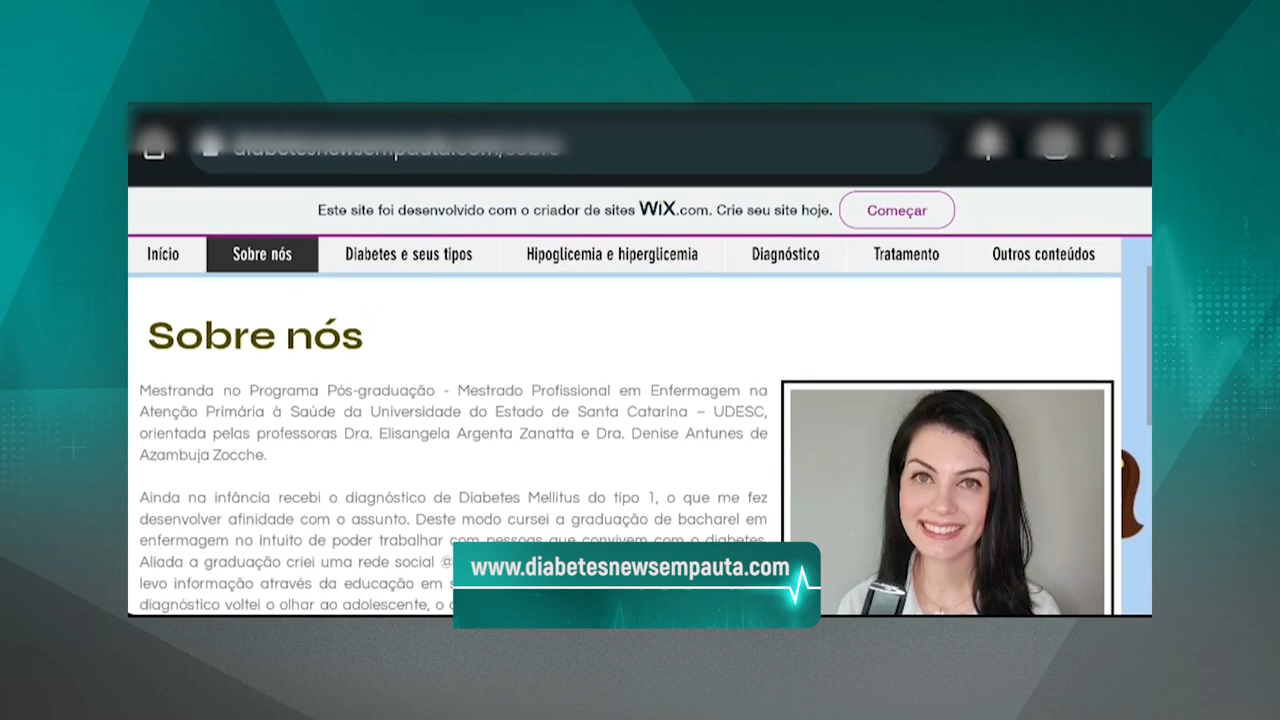 Este site foi desenvolvido com o criador de sites WiX.com. Crie seu site hoje. Começar
Início Sobre nós Diabetes e seus tipos Hipoglicemia e hiperglicemia Diagnóstico Tratamento Outros conteúdos
Sobre nós
Mestranda no Programa Pós-graduação - Mestrado Profissional em Enfermagem na
Atenção Primária à Saúde da Universidade do Estado de Santa Catarina – UDESC,
orientada pelas professoras Dra. Elisangela Argenta Zanatta e Dra. Denise Antunes de
Azambuja Zocche.
Ainda na infância recebi o diagnóstico de Diabetes Mellitus do tipo 1, o que me fez
desenvolver afinidade com o assunto. Deste modo cursei a graduação de bacharel em
enfermagem no intuito de poder trabalhar com pessoas que convivem com o diabetes.
Aliada a graduação criei uma rede social @
levo informação através da educação em
diagnóstico voltei o olhar ao adolescente, o
www.diabetesnewsempauta.com